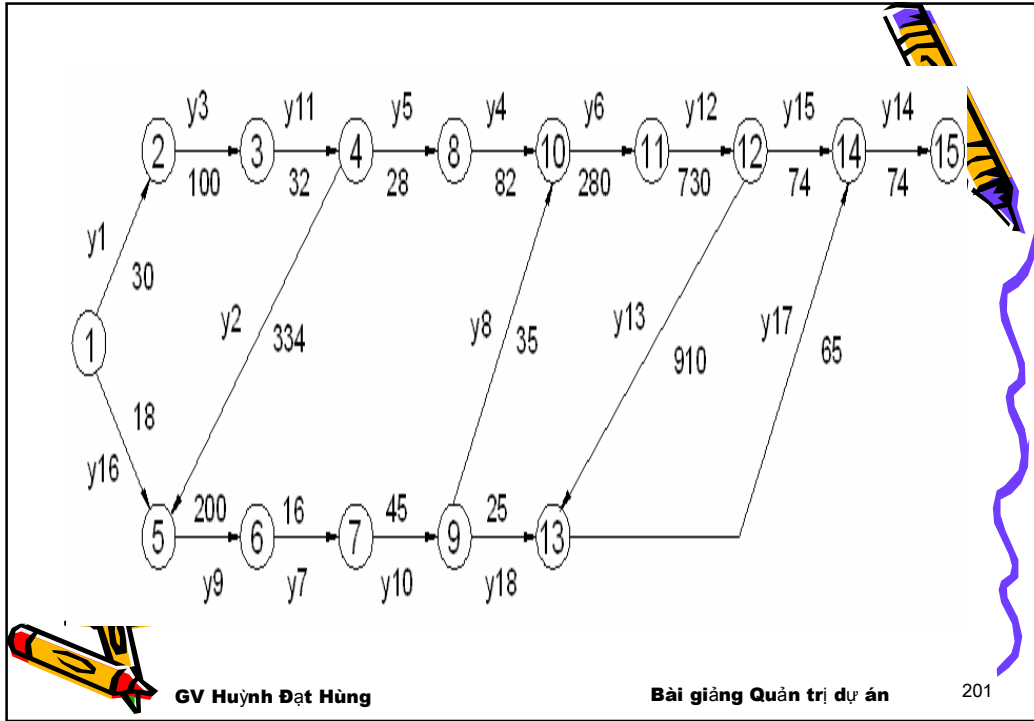 y3 y11 y5 y4 y6 y12 y15 y14
2 3 4 8 10 11 12 14 15
100 32 28 82 280 730 74 74
y1
30
y2
334
y8
35
y13
910
y17
65
1
18
y16
200 16 45 25
5 6 7 9 13
y9 y7 y10 y18
GV Huỳnh Đạt Hùng Bài giảng Quản trị dự án 201